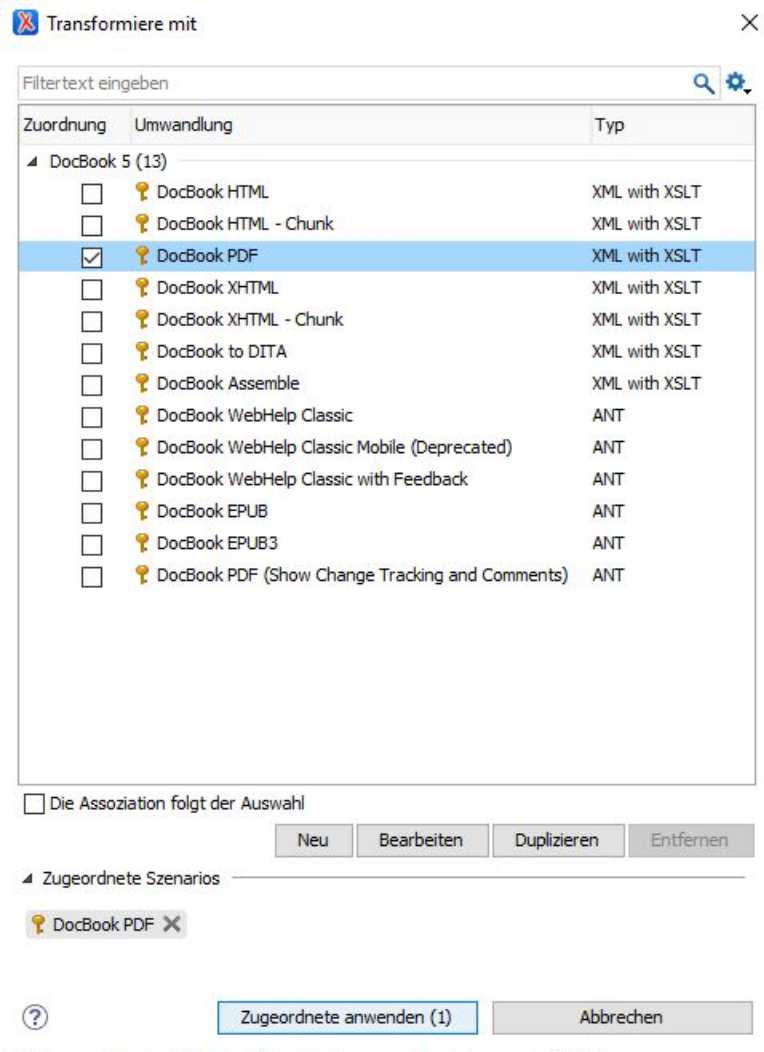 Transformiere mit
Filtertext eingeben
Zuordnung Umwandlung Typ
DocBook 5 (13)
DocBook HTML XML with XSLT
DocBook HTML - Chunk XML with XSLT
DocBook PDF XML with XSLT
DocBook XHTML XML with XSLT
DocBook XHTML - Chunk XML with XSLT
DocBook to DITA XML with XSLT
DocBook Assemble XML with XSLT
DocBook WebHelp Classic ANT
DocBook WebHelp Classic Mobile (Deprecated) ANT
DocBook WebHelp Classic with Feedback ANT
DocBook EPUB ANT
DocBook EPUB3 ANT
DocBook PDF (Show Change Tracking and Comments) ANT
Die Assoziation folgt der Auswahl
Neu Bearbeiten Duplizieren Entfernen
Zugeordnete Szenarios
DocBook PDF
Zugeordnete anwenden (1) Abbrechen